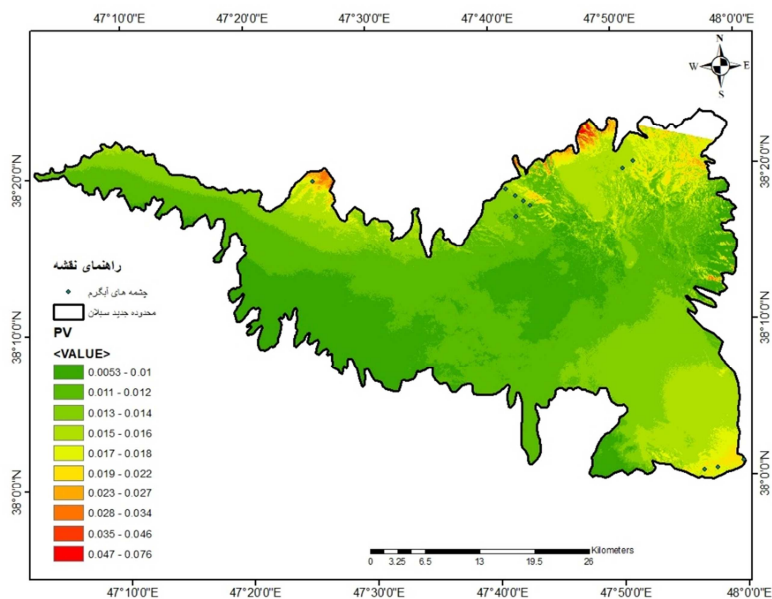 47°10'0"E 47°20'0"E 47°30'0"E 47°40'0"E 47°50'0"E 48°0'0"E
N
W E
S
38°20'0"N 38°20'0"N
38°10'0"N 38°10'0"N
38°0'0"N 38°0'0"N
راهنمای نقشه
چشمه های آبگرم
محدوده جدید سبلان
PV
<VALUE>
0.0053 - 0.01
0.011 - 0.012
0.013 - 0.014
0.015 - 0.016
0.017 - 0.018
0.019 - 0.022
0.023 - 0.027
0.028 - 0.034
0.035 - 0.046
0.047 - 0.076
Kilometers
0 3.25 6.5 13 19.5 26
47°10'0"E 47°20'0"E 47°30'0"E 47°40'0"E 47°50'0"E 48°0'0"E